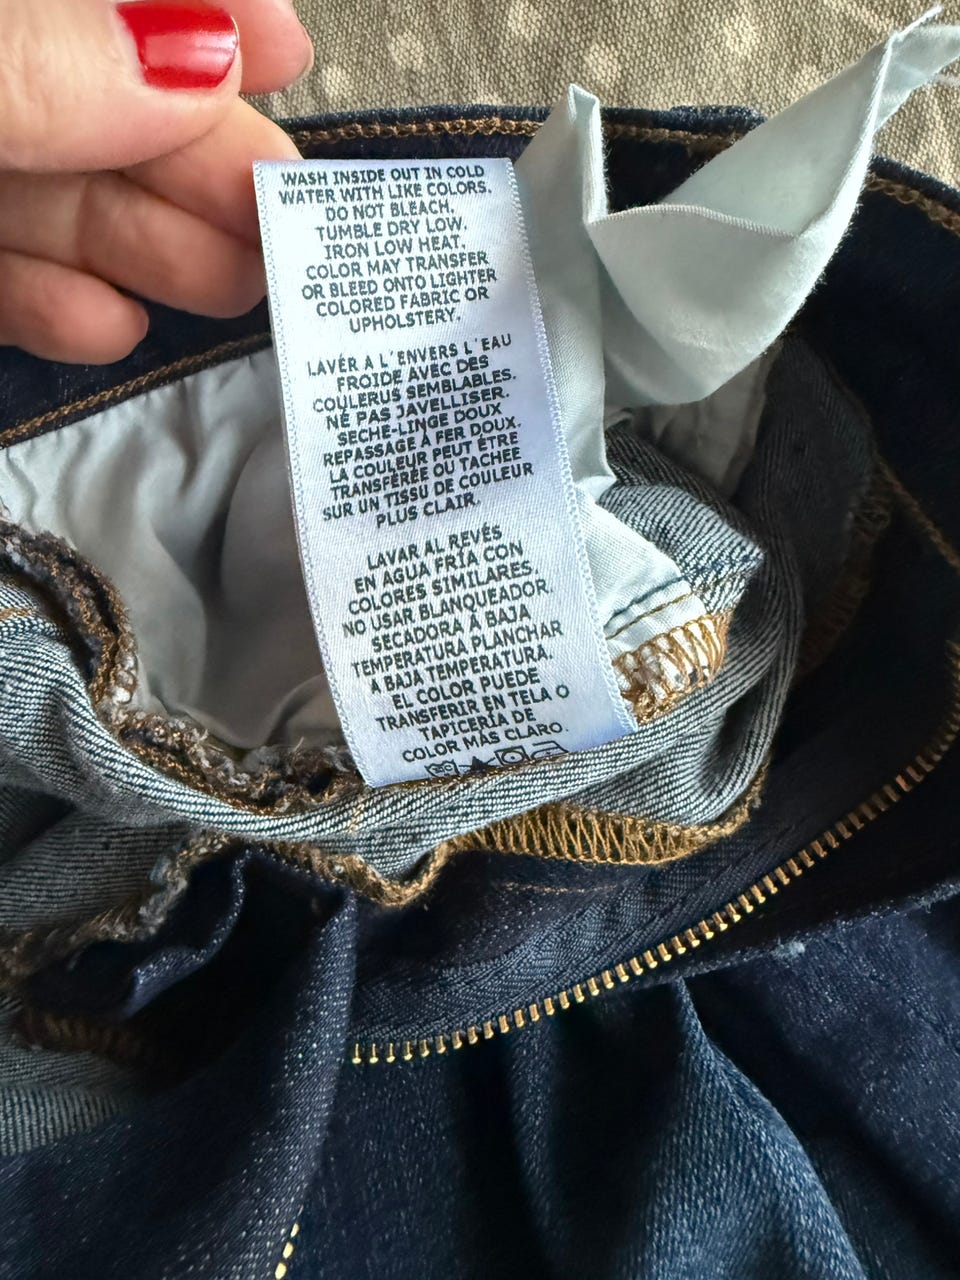 WASH INSIDE OUT IN COLD
WATER WITH LIKE COLORS.
DO NOT BLEACH.
TUMBLE DRY LOW.
IRON LOW HEAT.
COLOR MAY TRANSFER
OR BLEED ONTO LIGHTER
COLORED FABRIC OR
UPHOLSTERY.
LAVÉR A L'ENVERS L'EAU
FROIDE AVEC DES
COULERUS SEMBLABLES.
NÉ PAS JAVELLISER.
SECHE-LINGE DOUX
REPASSAGE À FER DOUX.
LA COULEUR PEUT ÊTRE
TRANSFÉRÉE OU TACHEE
SUR UN TISSU DE COULEUR
PLUS CLAIR.
LAVAR AL REVÉS
EN AGUA FRÍA CON
COLORES SIMILARES.
NO USAR BLANQUEADOR.
SECADORA Á BAJA
TEMPERATURA PLANCHAR
A BAJA TEMPERATURA.
EL COLOR PUEDE
TRANSFERIR EN TELA O
TAPICERÍA DE
COLOR MÁS CLARO.